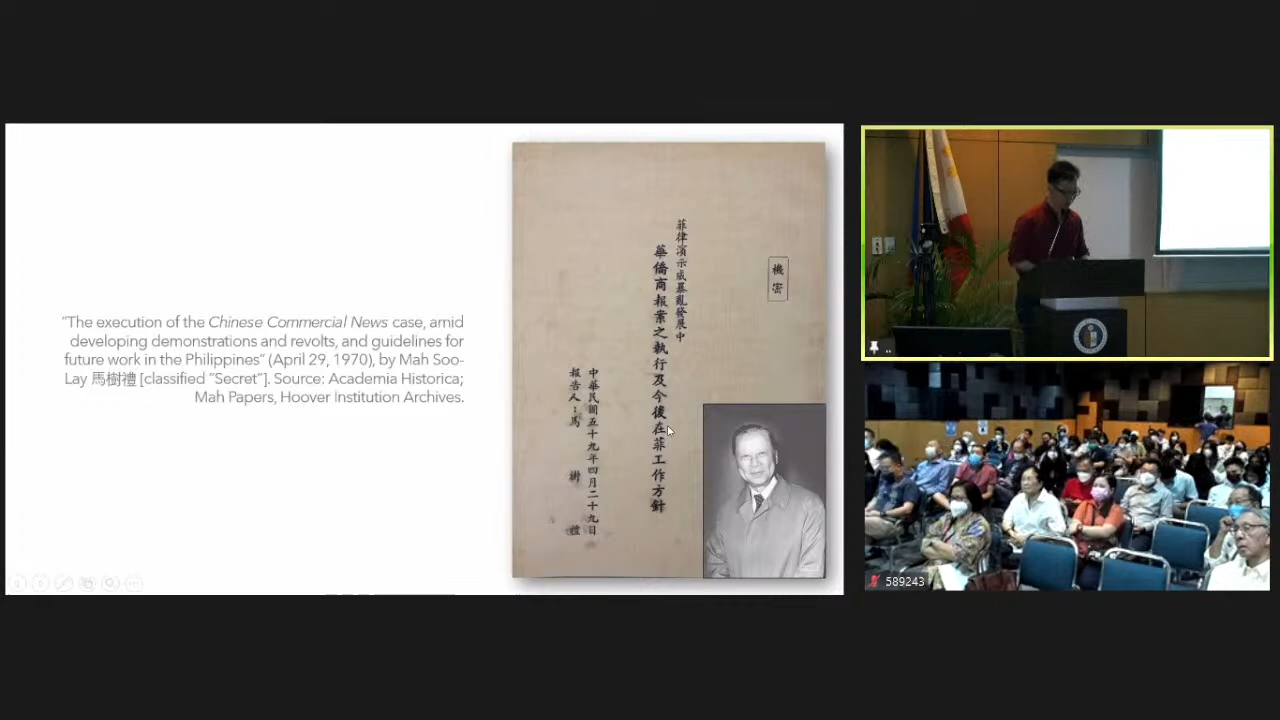 “The execution of the Chinese Commercial News case, amid
developing demonstrations and revolts, and guidelines for
future work in the Philippines” (April 29, 1970), by Mah Soo-
Lay 馬樹禮 [classified “Secret”]. Source: Academia Historica;
Mah Papers, Hoover Institution Archives.
機密
菲律濱示威暴亂發展中
華僑商報案之執行及今後在菲工作方針
中華民國五十九年四月二十九日
報告人：馬樹禮
589243